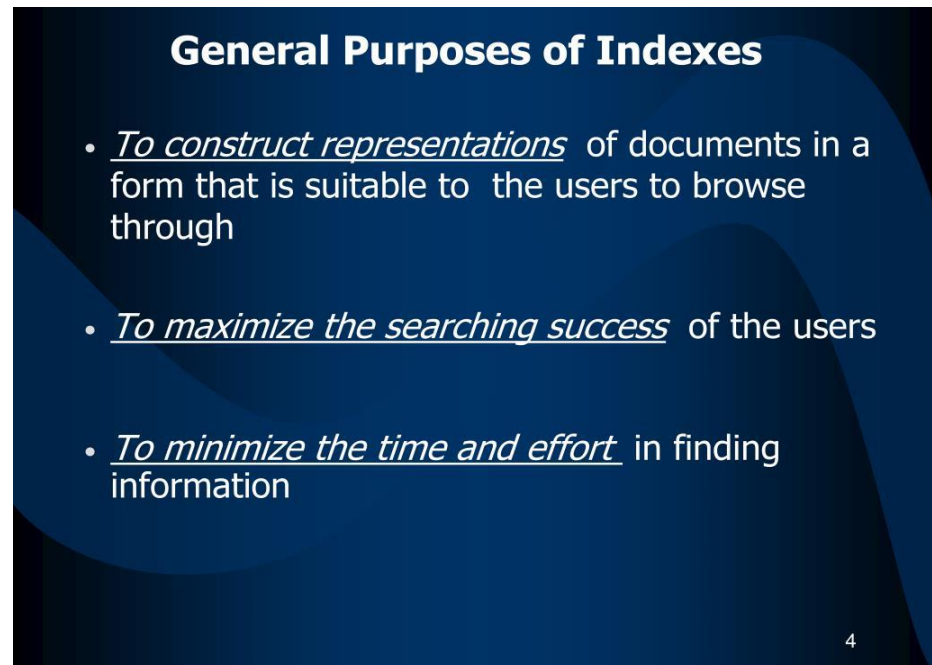 General Purposes of Indexes
• To construct representations of documents in a
form that is suitable to the users to browse
through
• To maximize the searching success of the users
• To minimize the time and effort in finding
information
4